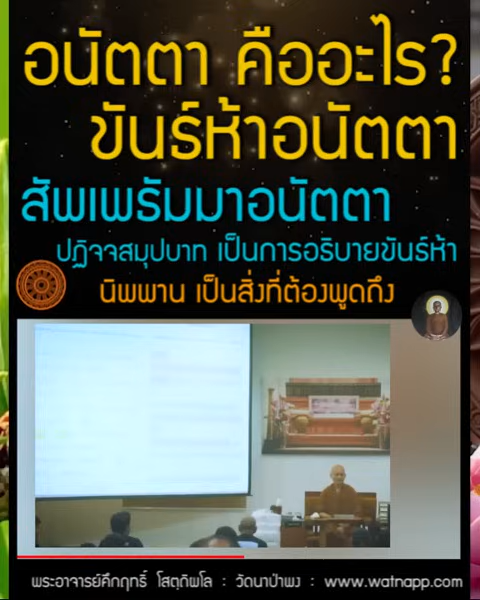 อนัตตา คืออะไร?
ขันธ์ห้าอนัตตา
สัพเพธัมมาอนัตตา
ปฏิจจสมุปบาท เป็นการอธิบายขันธ์ห้า
นิพพาน เป็นสิ่งที่ต้องพูดถึง
พระอาจารย์คึกฤทธิ์ โสตฺถิผโล : วัดนาป่าพง : www.watnapp.com